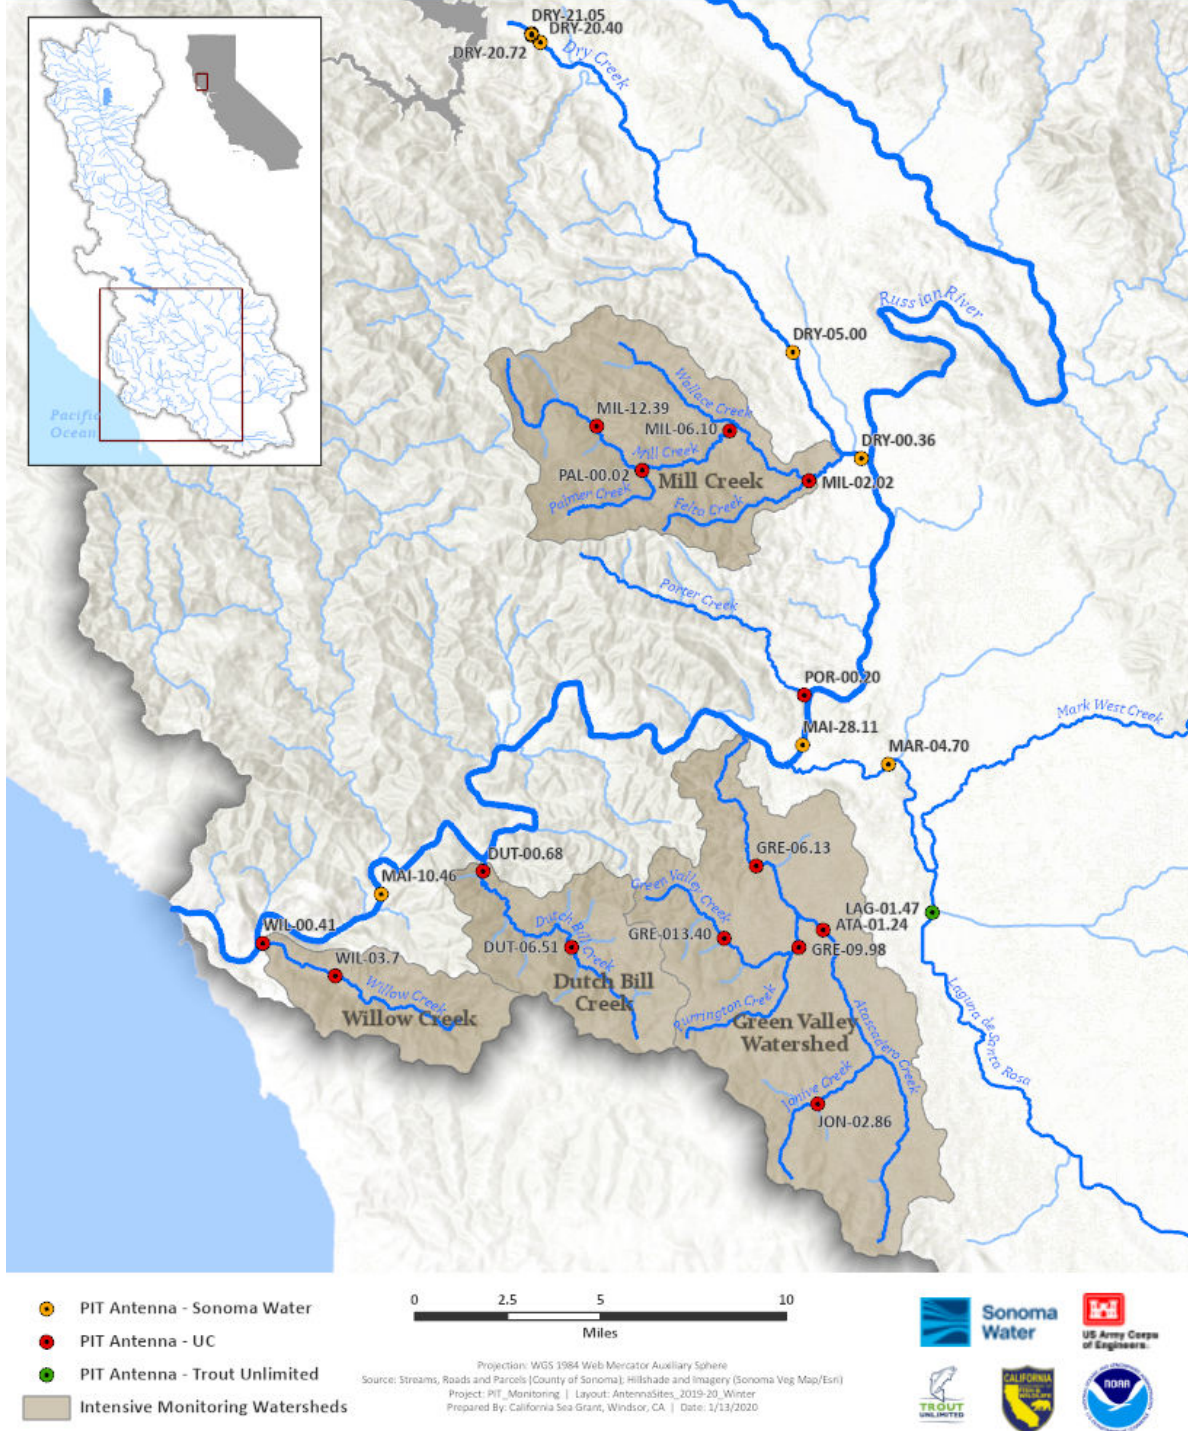 DRY-21.05
DRY-20.40
DRY-20.72
Dry Creek
Pacific
Ocean
Russian River
DRY-05.00
Wallace Creek
MIL-12.39
MIL-06.10
DRY-00.36
Mill Creek
PAL-00.02
Mill Creek
MIL-02.02
Palmer Creek
Felta Creek
Porter Creek
POR-00.20
Mark West Creek
MAI-28.11
MAR-04.70
GRE-06.13
DUT-00.68
MAI-10.46
Green Valley Creek
LAG-01.47
ATA-01.24
WIL-00.41
Dutch Bill Creek
GRE-013.40
DUT-06.51
GRE-09.98
WIL-03.7
Willow Creek
Dutch Bill
Creek
Purrington Creek
Willow Creek
Green Valley
Watershed
Atascadero Creek
Laguna de Santa Rosa
Jonive Creek
JON-02.86
PIT Antenna - Sonoma Water
PIT Antenna - UC
PIT Antenna - Trout Unlimited
Intensive Monitoring Watersheds
0 2.5 5 10
Miles
Projection: WGS 1984 Web Mercator Auxiliary Sphere
Source: Streams, Roads and Parcels (County of Sonoma); Hillshade and Imagery (Sonoma Veg Map/Esri)
Project: PIT_Monitoring | Layout: AntennaSites_2019-20_Winter
Prepared By: California Sea Grant, Windsor, CA | Date: 1/13/2020
Sonoma
Water
US Army Corps
of Engineers
TROUT
UNLIMITED
CALIFORNIA
NOAA